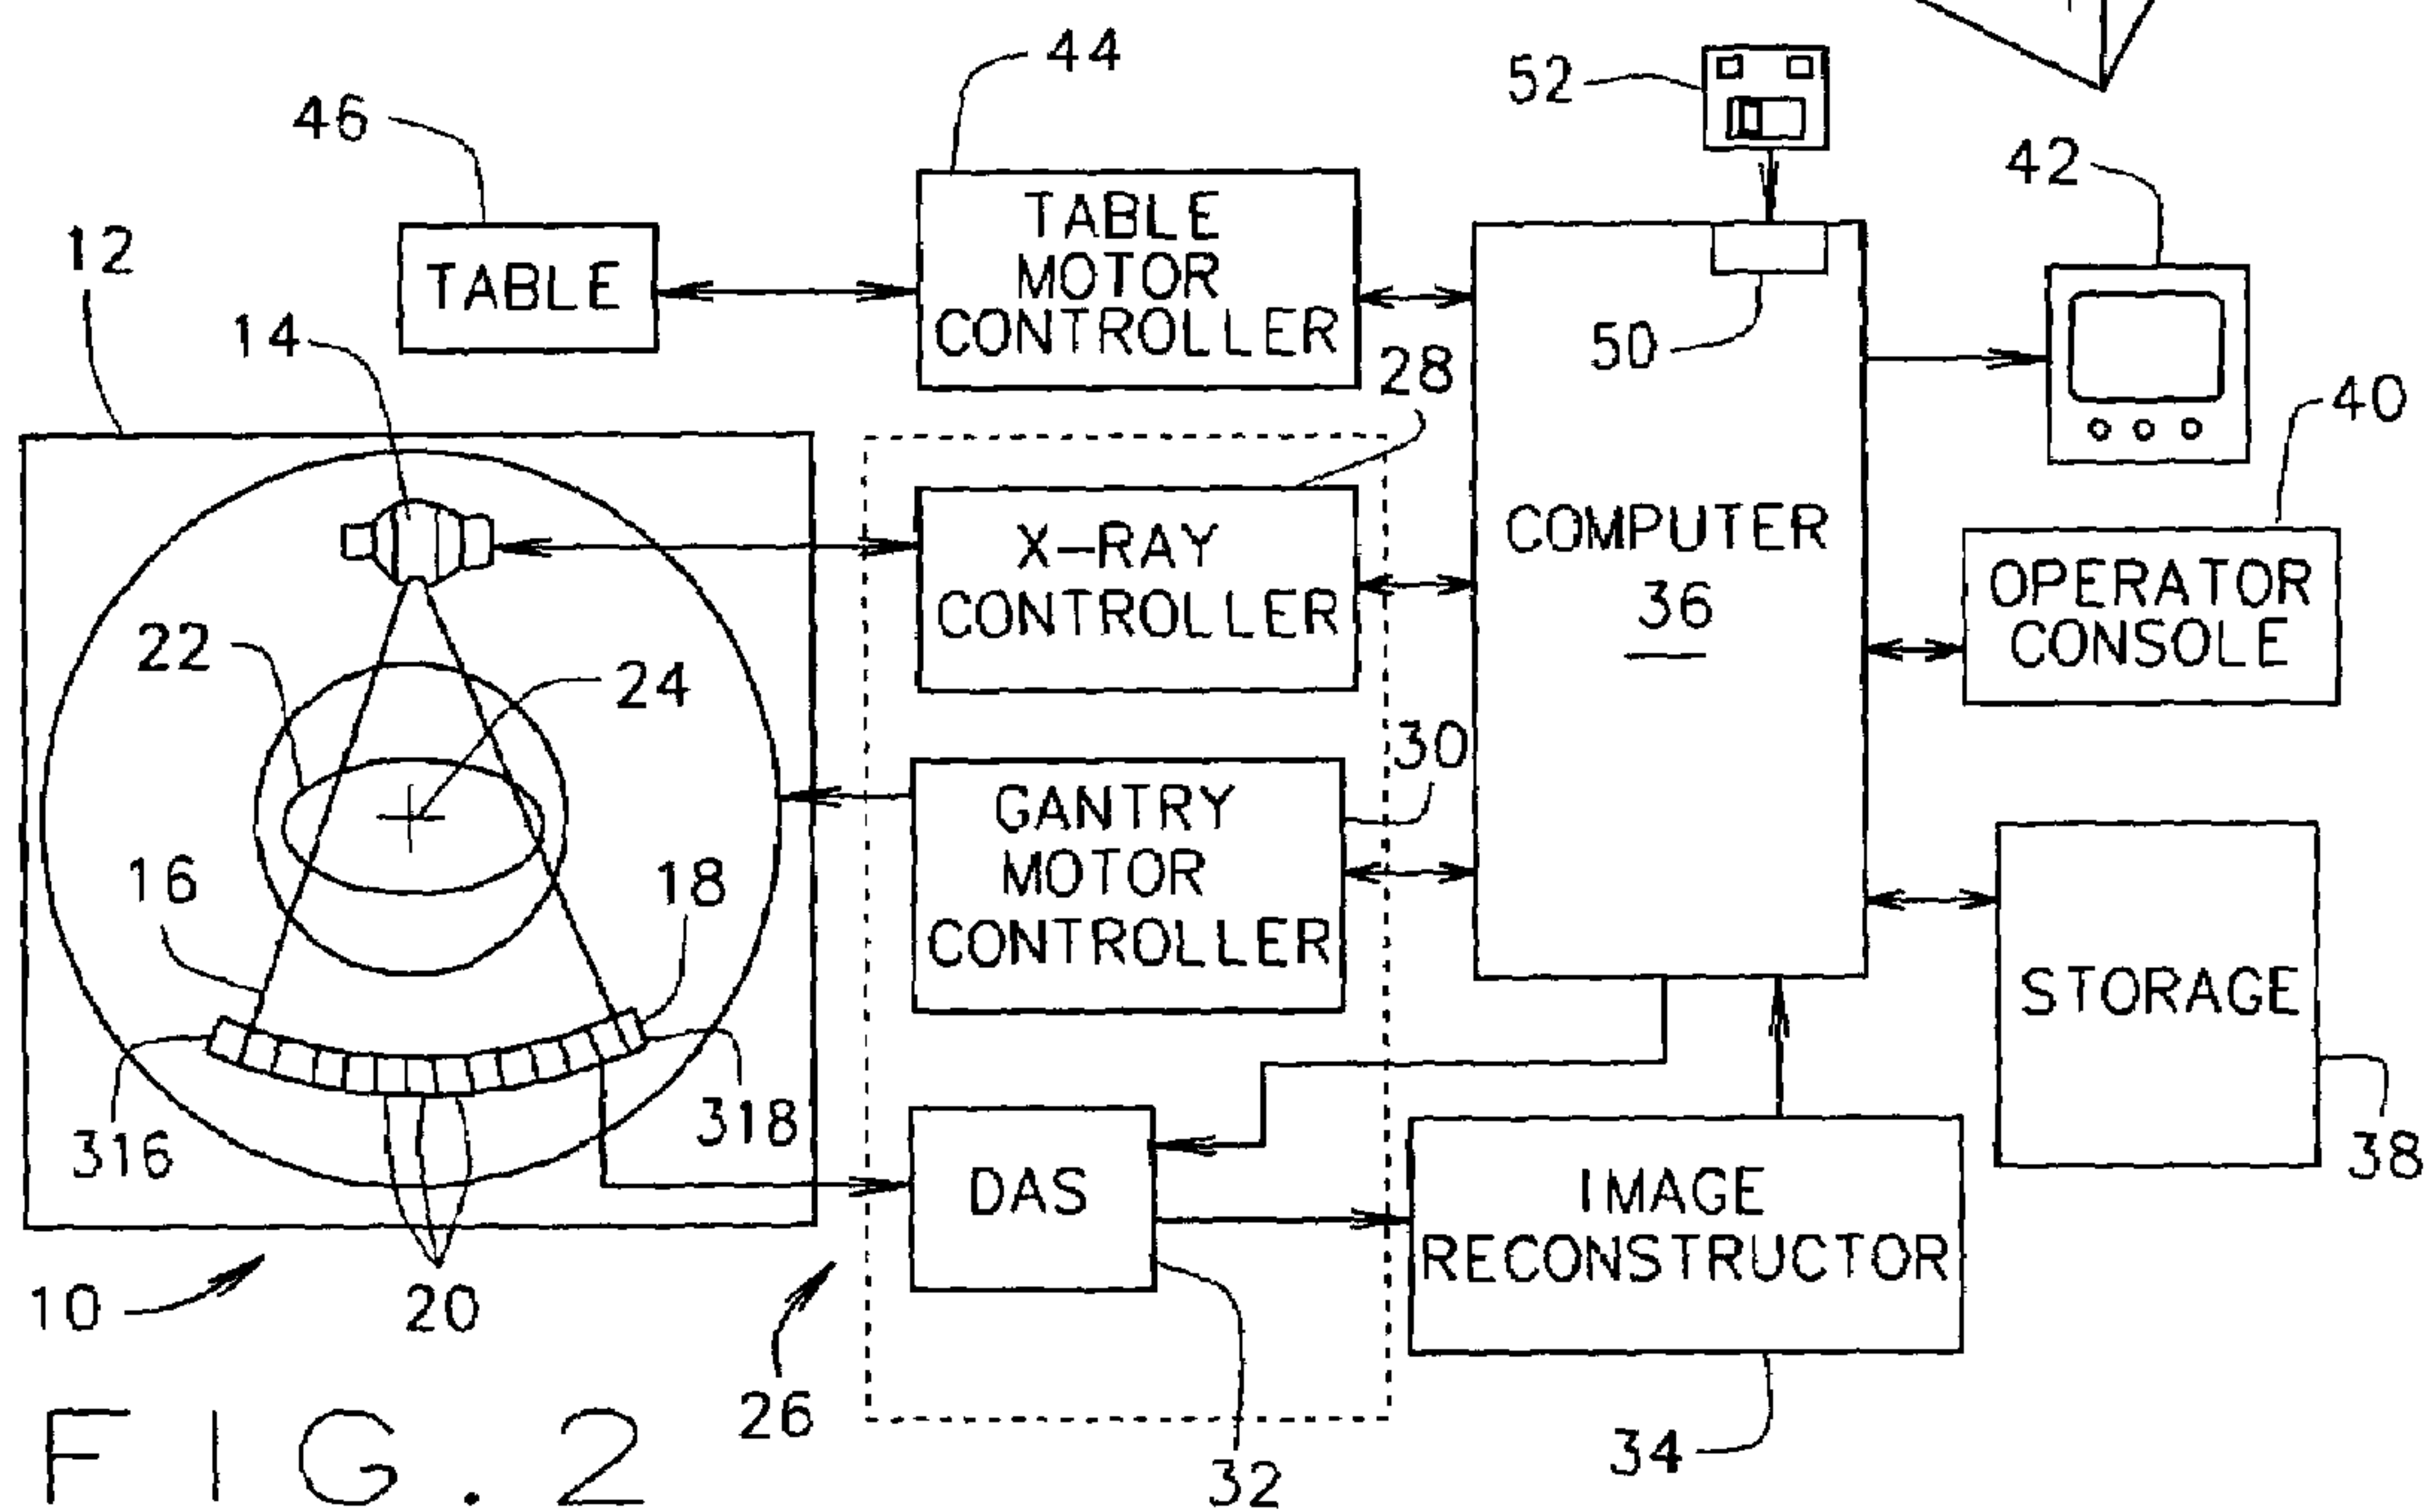 44
52
46
42
12
TABLE
MOTOR
CONTROLLER
TABLE
14
50
28
40
COMPUTER
36
X-RAY
CONTROLLER
OPERATOR
CONSOLE
22
24
30
GANTRY
MOTOR
CONTROLLER
16
18
STORAGE
316
318
38
DAS
IMAGE
RECONSTRUCTOR
10
20
26
32
34
FIG. 2